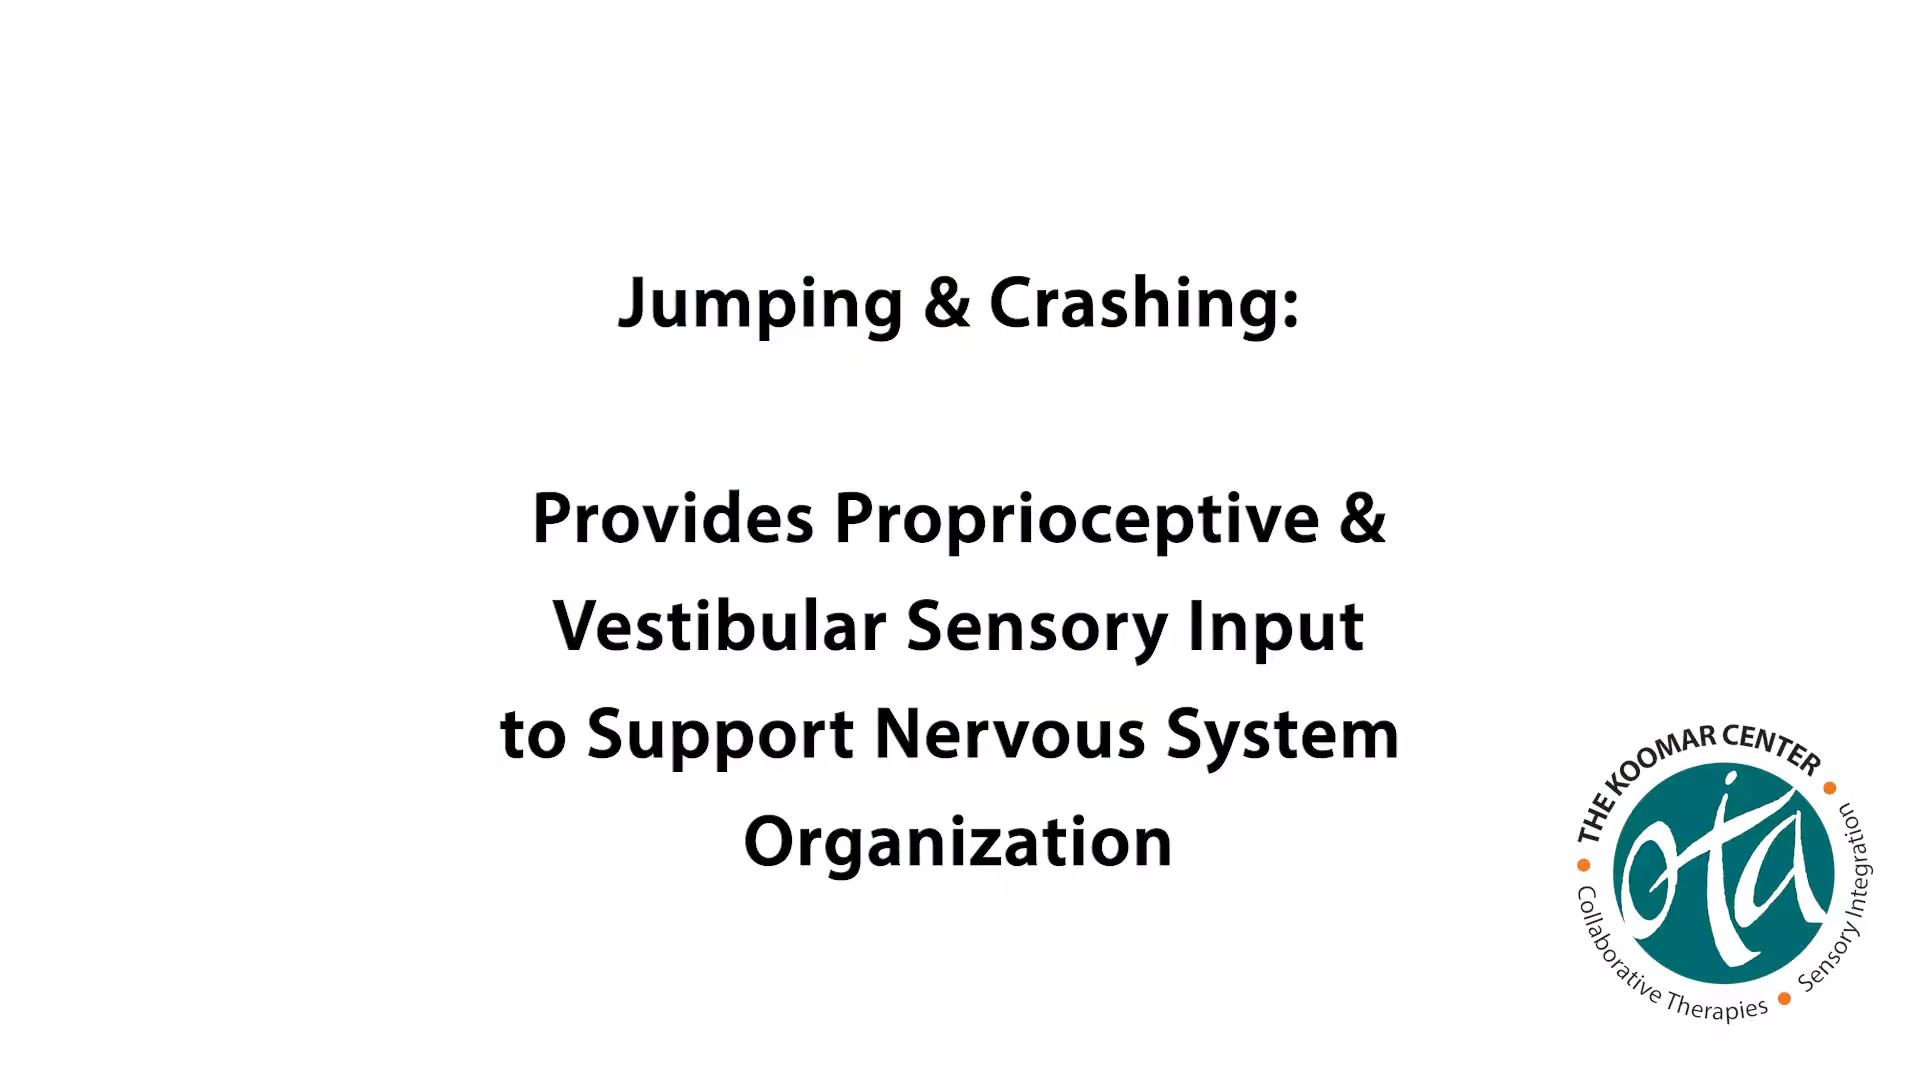 Jumping & Crashing:
Provides Proprioceptive &
Vestibular Sensory Input
to Support Nervous System
Organization
THE KOOMAR CENTER
ota
Collaborative Therapies • Sensory Integration